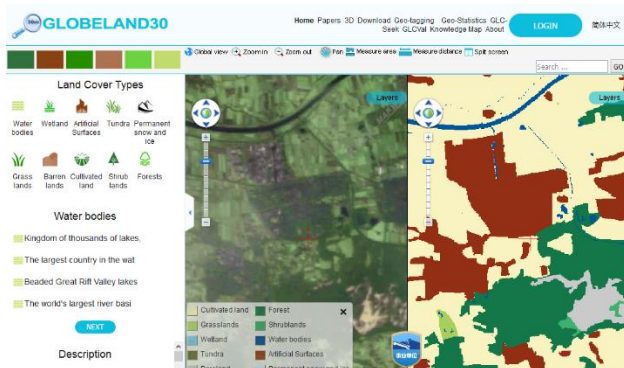 GLOBELAND30
Home Papers 3D Download Geo-tagging Geo-Statistics GLC-
Seek GLCVal Knowledge Map About
LOGIN
简体中文
Global view Zoom in Zoom out Pan Measure area Measure distance Split screen
Search ... GO
Land Cover Types
Water bodies
Wetland
Artificial Surfaces
Tundra
Permanent snow and ice
Grass lands
Barren lands
Cultivated land
Shrub lands
Forests
Water bodies
Kingdom of thousands of lakes,
The largest country in the wat
Beaded Great Rift Valley lakes
The world's largest river basi
NEXT
Description
Layers
Layers
Cultivated land Forest
Grasslands Shrublands
Wetland Water bodies
Tundra Artificial Surfaces